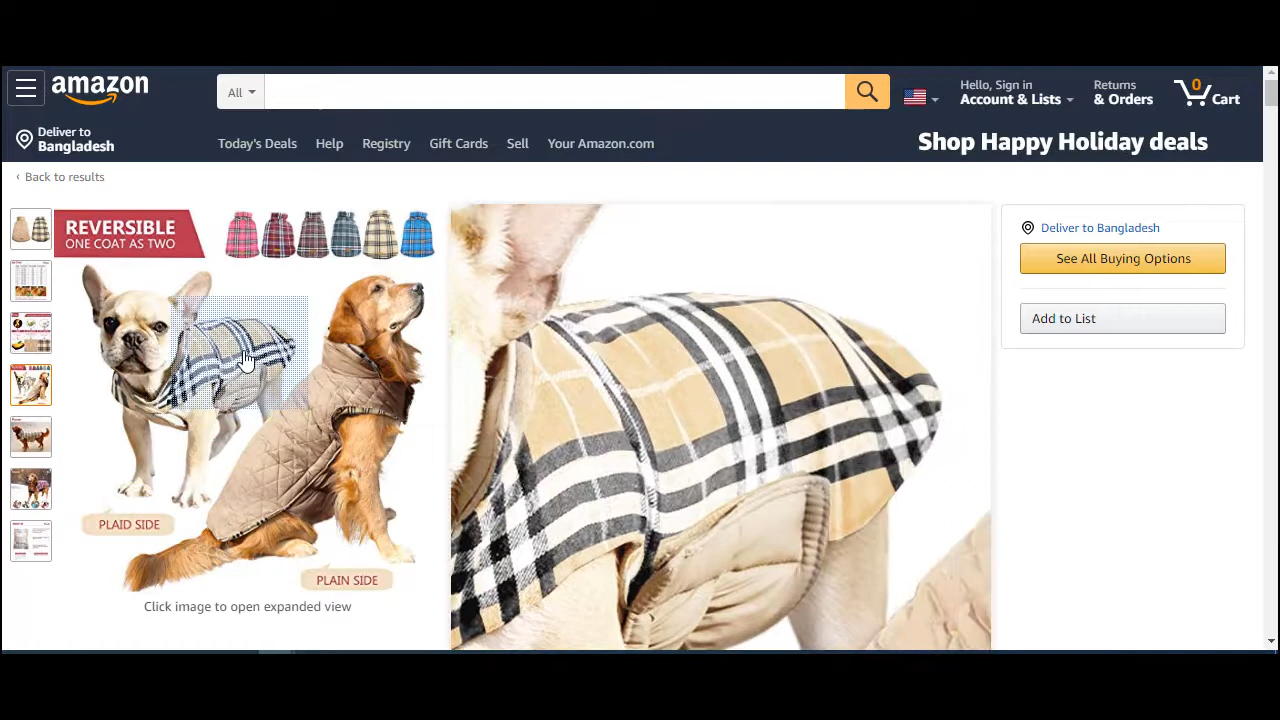 amazon
All
Hello, Sign in
Account & Lists
Returns
& Orders
0
Cart
Deliver to
Bangladesh
Today's Deals
Help
Registry
Gift Cards
Sell
Your Amazon.com
Shop Happy Holiday deals
‹ Back to results
REVERSIBLE
ONE COAT AS TWO
PLAID SIDE
PLAIN SIDE
Click image to open expanded view
Deliver to Bangladesh
See All Buying Options
Add to List